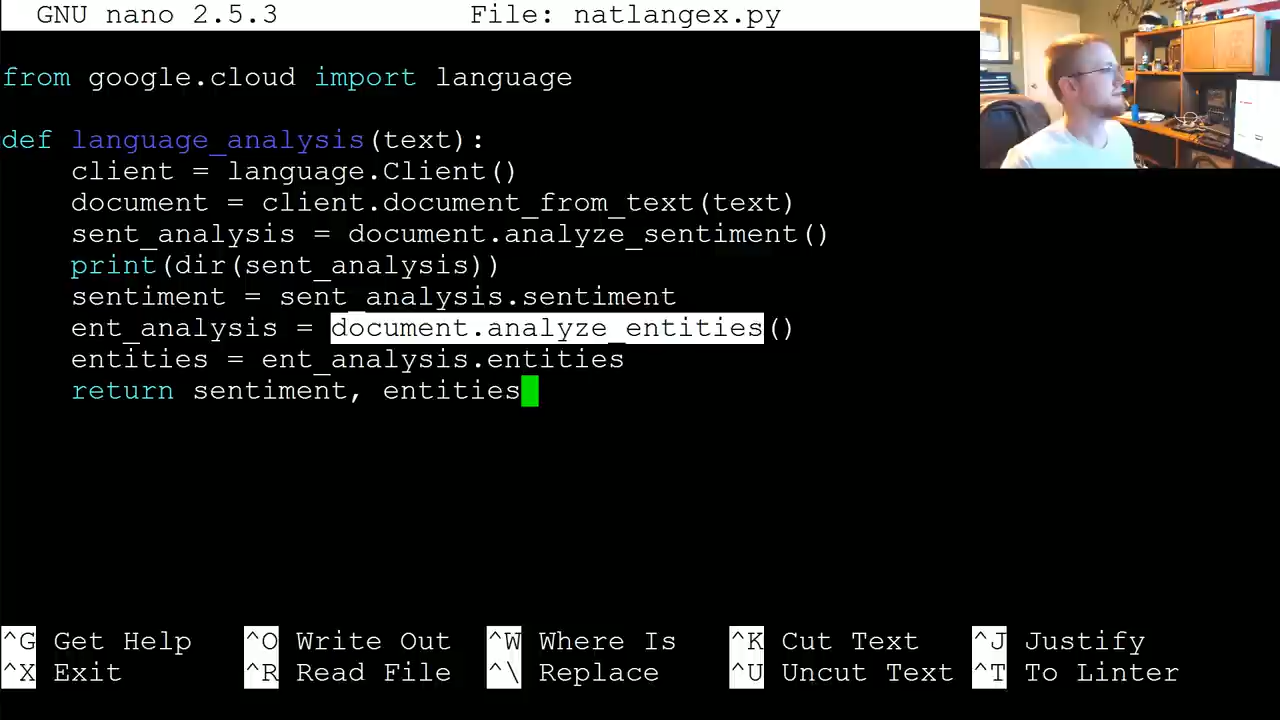 GNU nano 2.5.3 File: natlangex.py
from google.cloud import language
def language_analysis(text):
    client = language.Client()
    document = client.document_from_text(text)
    sent_analysis = document.analyze_sentiment()
    print(dir(sent_analysis))
    sentiment = sent_analysis.sentiment
    ent_analysis = document.analyze_entities()
    entities = ent_analysis.entities
    return sentiment, entities
^G Get Help ^O Write Out ^W Where Is ^K Cut Text ^J Justify
^X Exit ^R Read File ^\ Replace ^U Uncut Text ^T To Linter